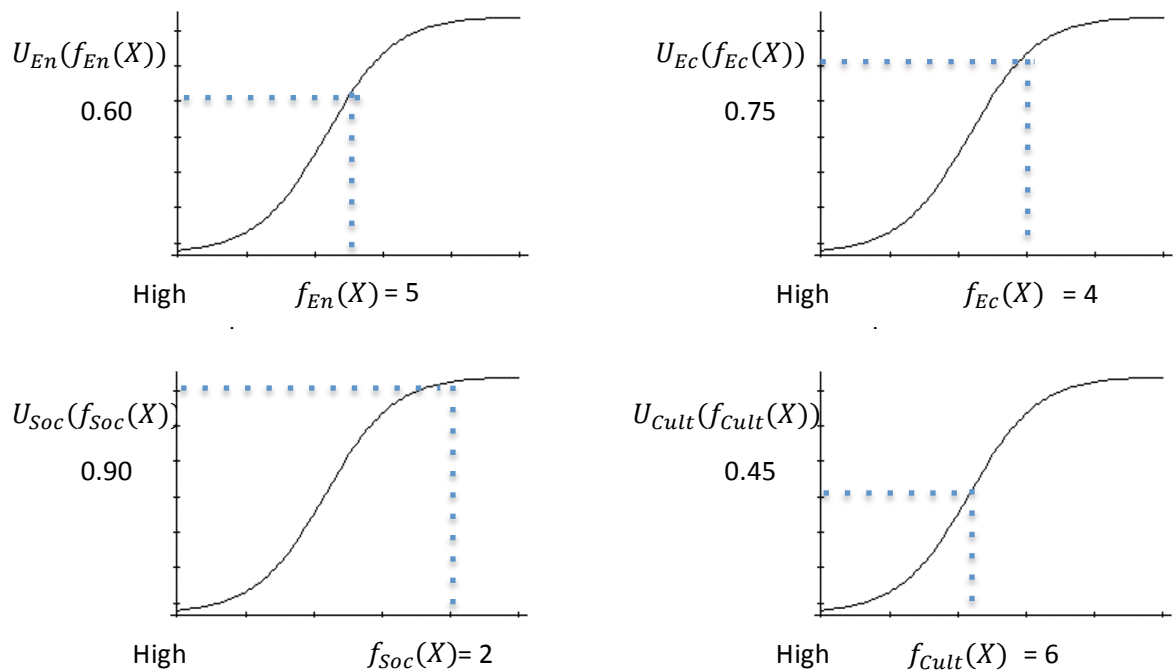 U_En(f_En(X))
0.60
High f_En(X) = 5
U_Ec(f_Ec(X))
0.75
High f_Ec(X) = 4
U_Soc(f_Soc(X)
0.90
High f_Soc(X) = 2
U_Cult(f_Cult(X))
0.45
High f_Cult(X) = 6